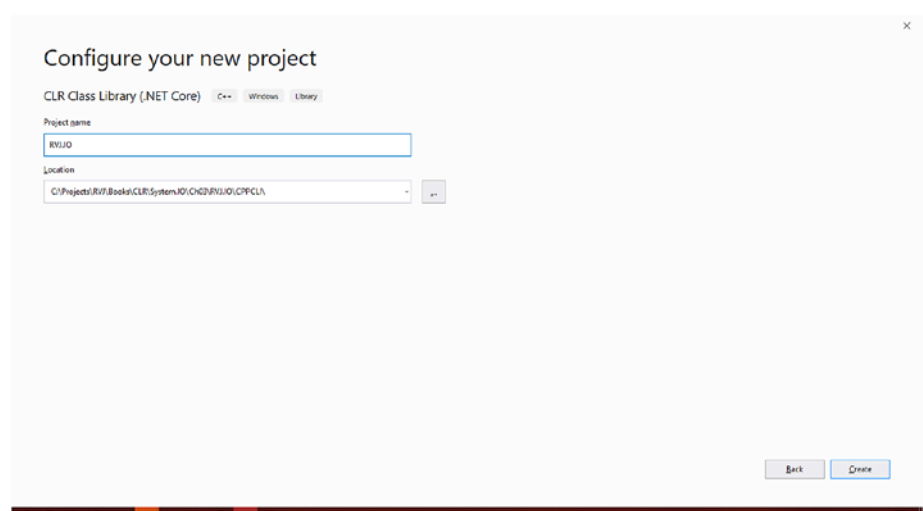 Configure your new project
CLR Class Library (.NET Core) C++ Windows Library
Project name
RVJ.IO
Location
C:\Projects\RVJ\Books\CLR\System.IO\Ch02\RVJ.IO\CPPCLI\
...
Back Create